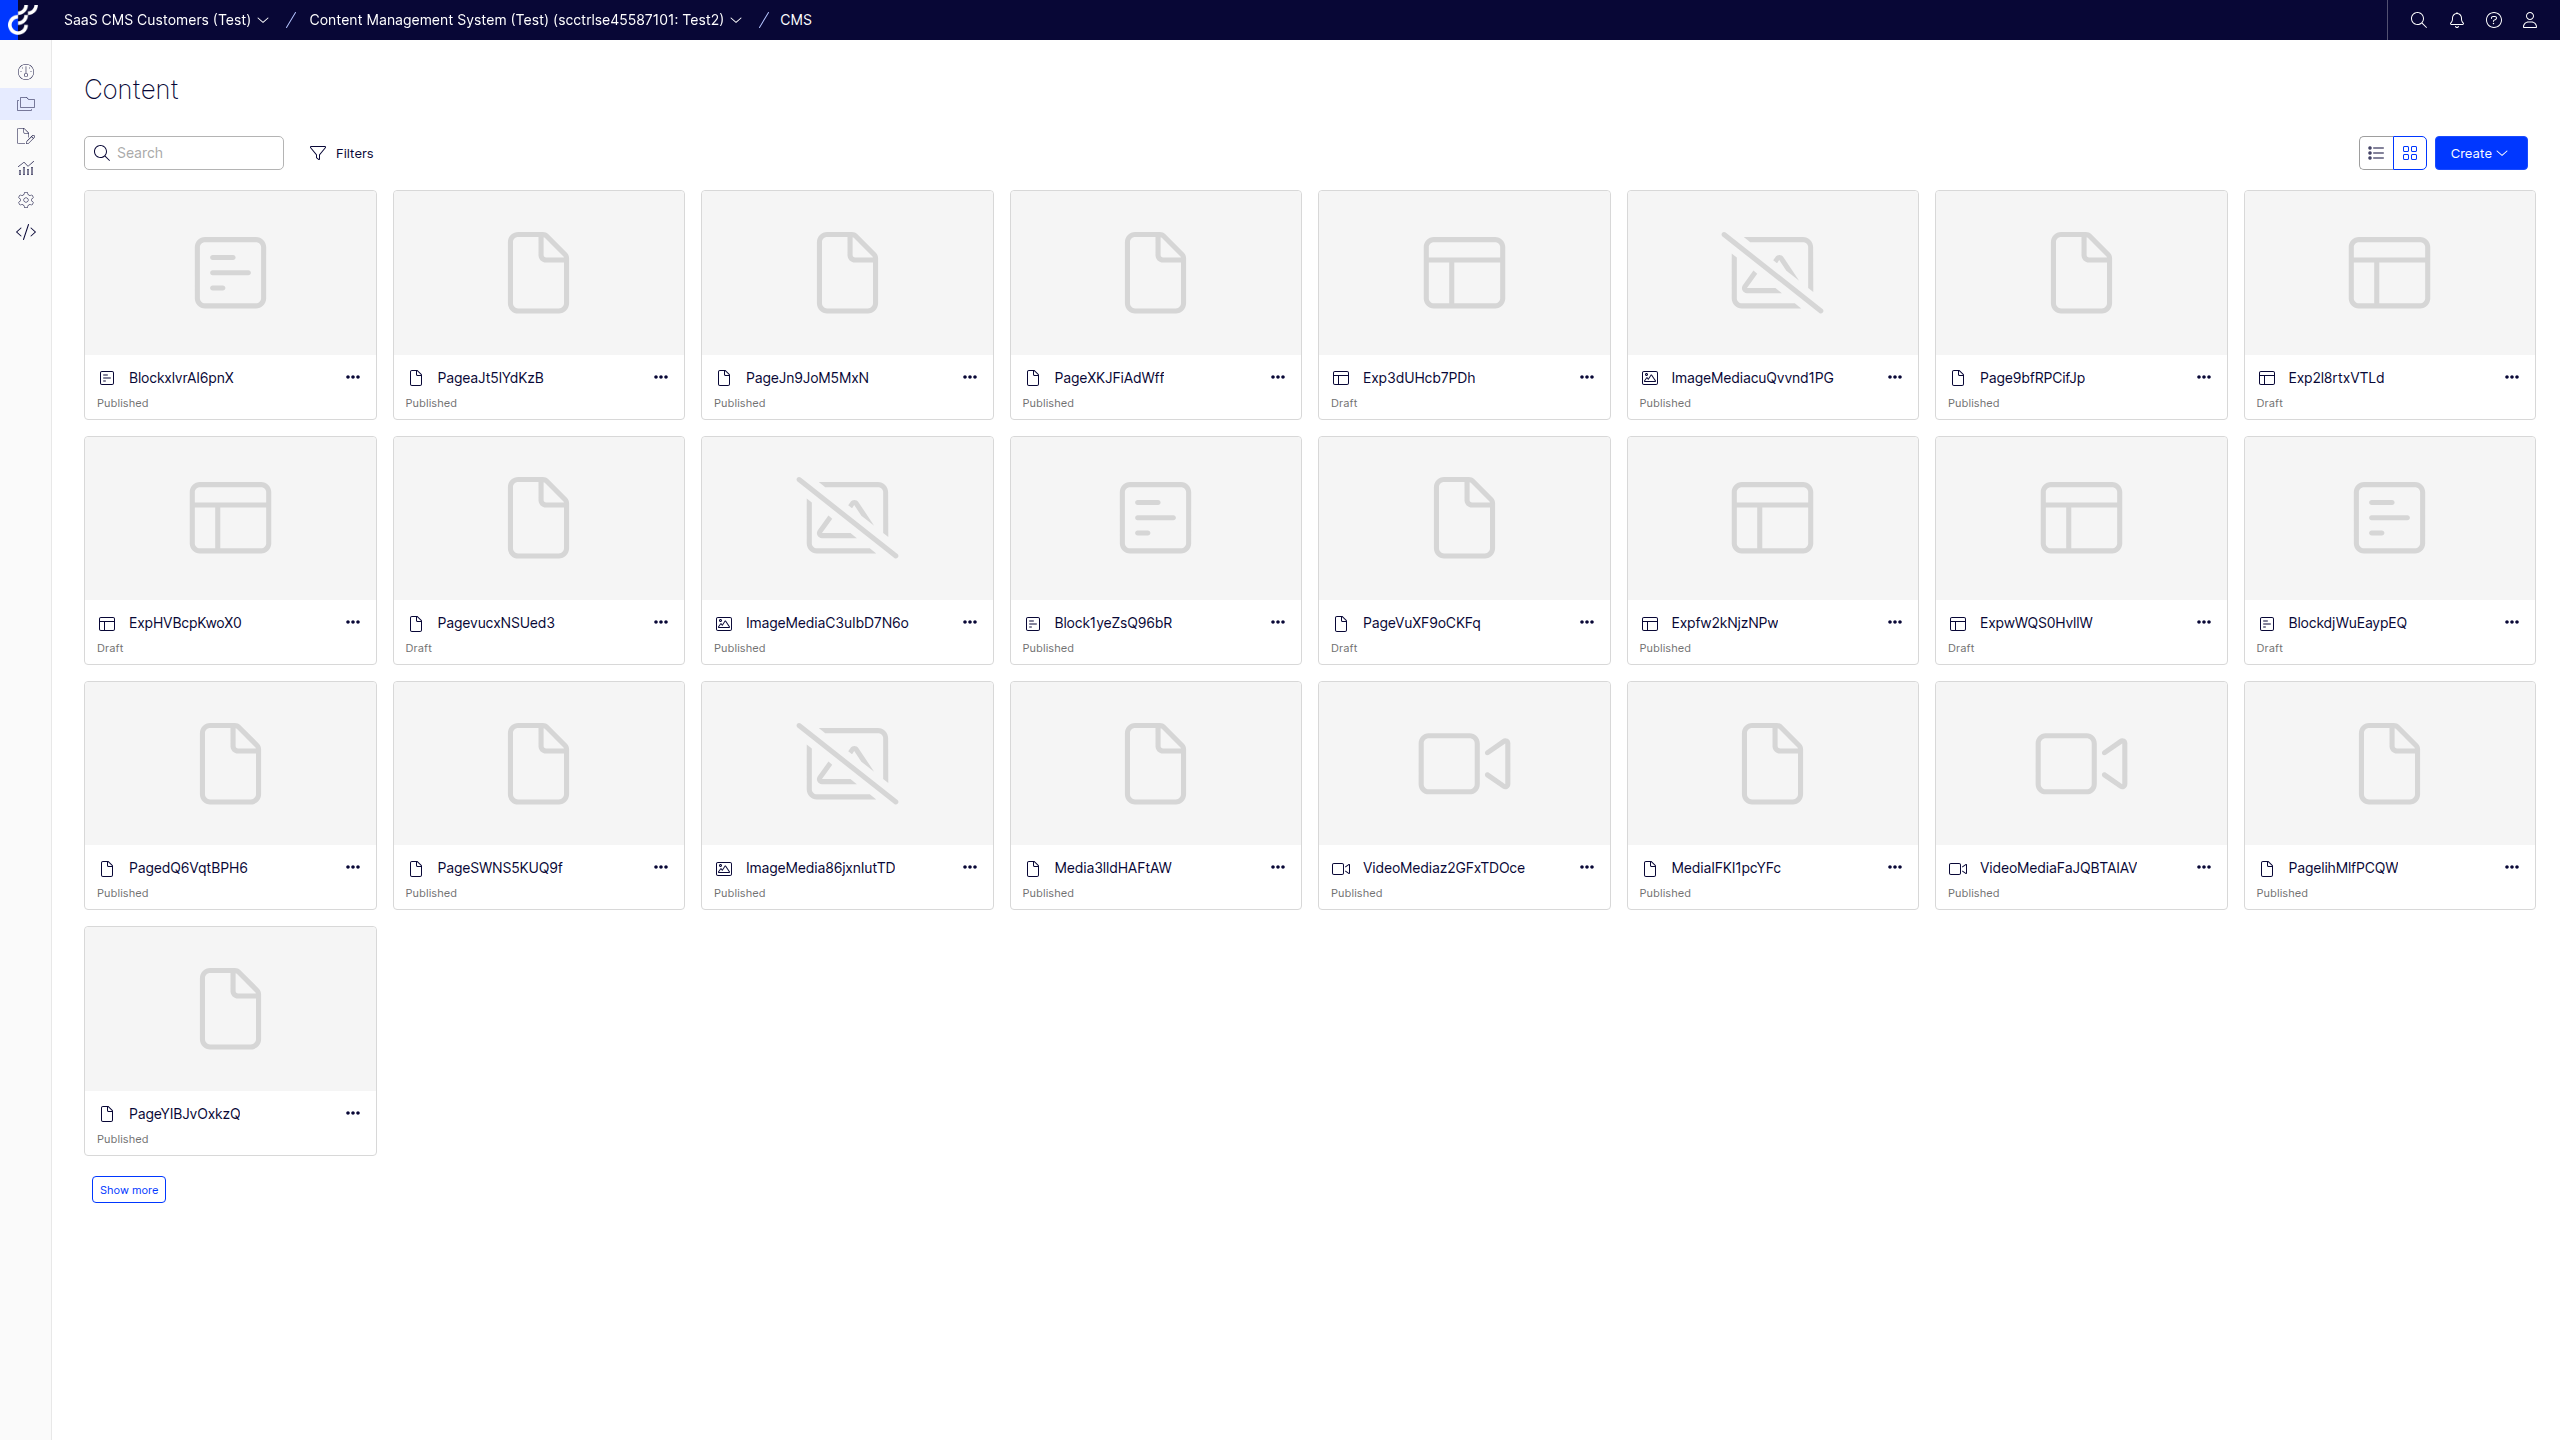 SaaS CMS Customers (Test) / Content Management System (Test) (scctrlse45587101: Test2) / CMS
Content
Search Filters Create
BlockxlvrAl6pnX PageaJt5lYdKzB PageJn9JoM5MxN PageXKJFiAdWff Exp3dUHcb7PDh ImageMediacuQvvnd1PG Page9bfRPCifJp Exp2l8rtxVTLd
Published Published Published Published Draft Published Published Draft
ExpHVBcpKwoX0 PagevucxNSUed3 ImageMediaC3ulbD7N6o Block1yeZsQ96bR PageVuXF9oCKFq Expfw2kNjzNPw ExpwWQS0HvllW BlockdjWuEaypEQ
Draft Draft Published Published Draft Published Draft Draft
PagedQ6VqtBPH6 PageSWNS5KUQ9f ImageMedia86jxnlutTD Media3lldHAFtAW VideoMediaz2GFxTDOce MedialFKl1pcYFc VideoMediaFaJQBTAlAV PagelihMlfPCQW
Published Published Published Published Published Published Published Published
PageYlBJvOxkzQ
Published
Show more